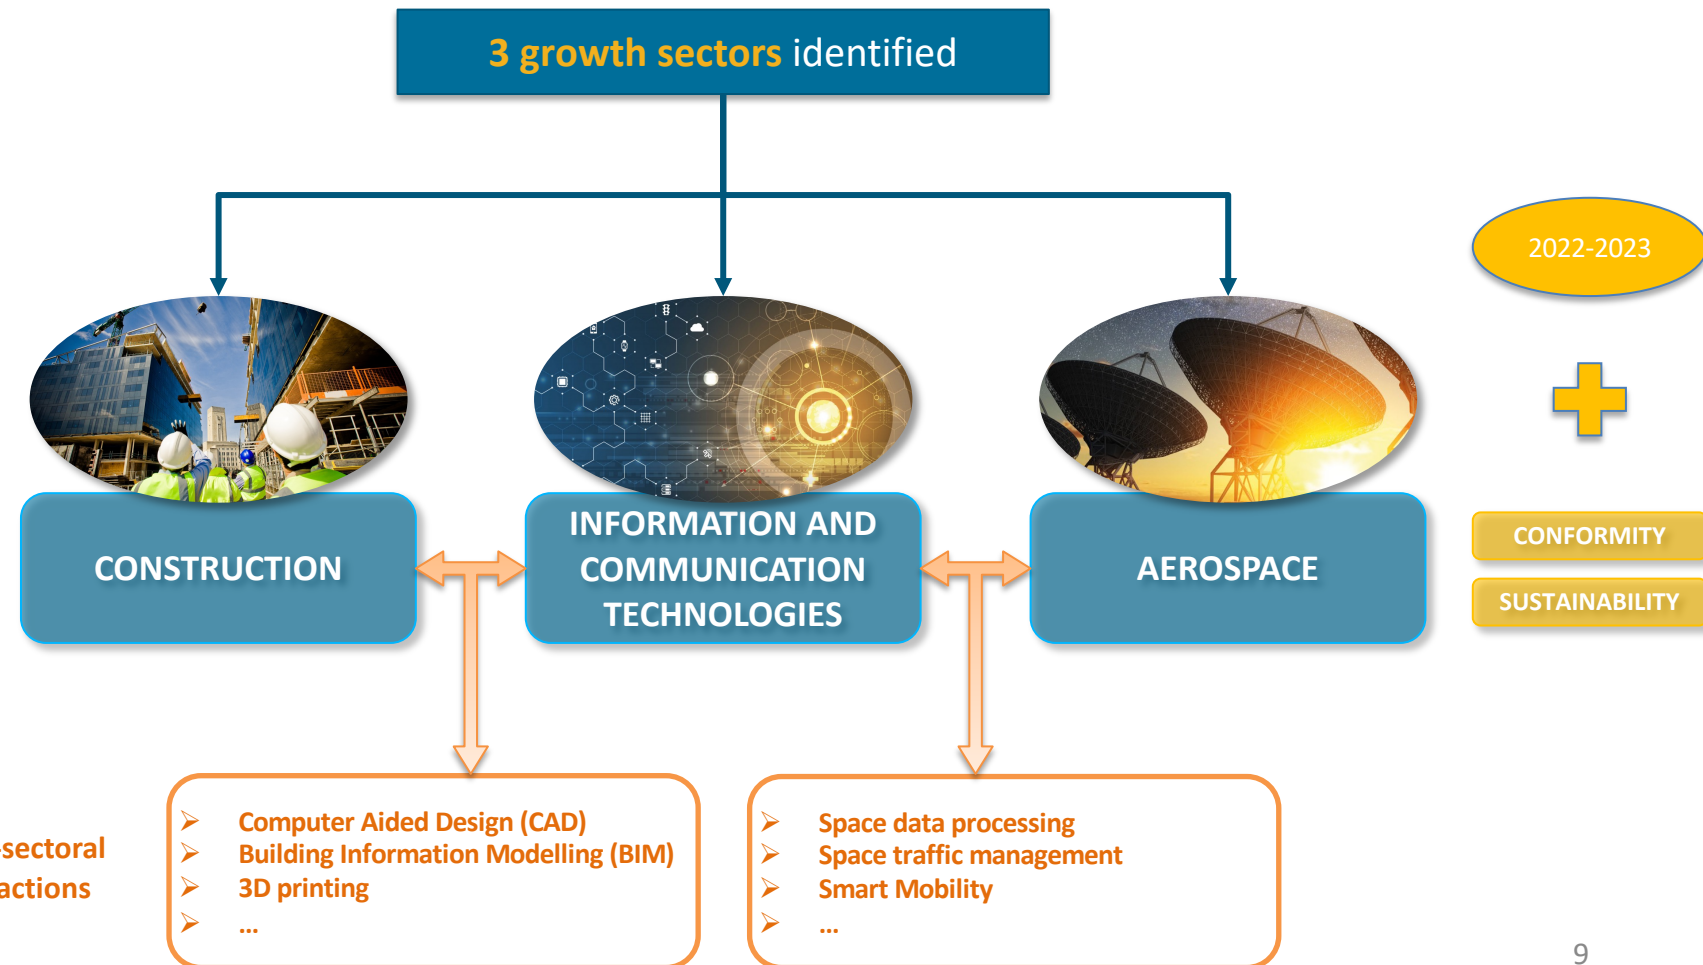 3 growth sectors identified
2022-2023
CONSTRUCTION
INFORMATION AND
COMMUNICATION
TECHNOLOGIES
AEROSPACE
CONFORMITY
SUSTAINABILITY
-sectoral
actions
➢ Computer Aided Design (CAD)
➢ Building Information Modelling (BIM)
➢ 3D printing
➢ ...
➢ Space data processing
➢ Space traffic management
➢ Smart Mobility
➢ ...
9